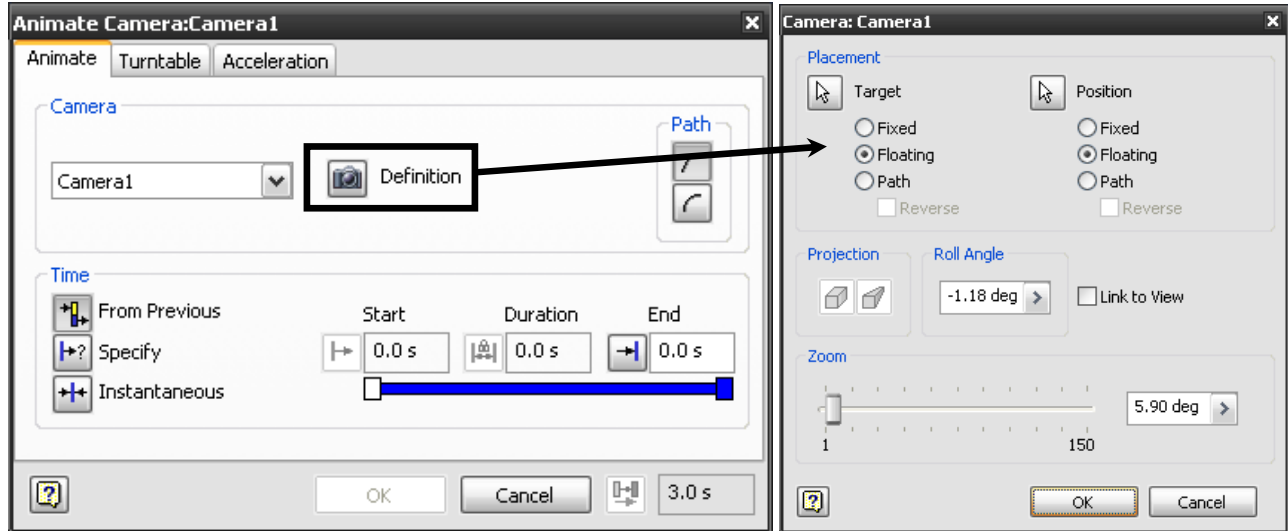 Animate Camera:Camera1
Animate Turntable Acceleration
Camera
Path
Camera1
Definition
Time
From Previous
Specify
Instantaneous
Start Duration End
0.0 s 0.0 s 0.0 s
?
OK Cancel 3.0 s
Camera: Camera1
Placement
Target Position
Fixed Fixed
Floating Floating
Path Path
Reverse Reverse
Projection Roll Angle
-1.18 deg Link to View
Zoom
5.90 deg
1 150
OK Cancel